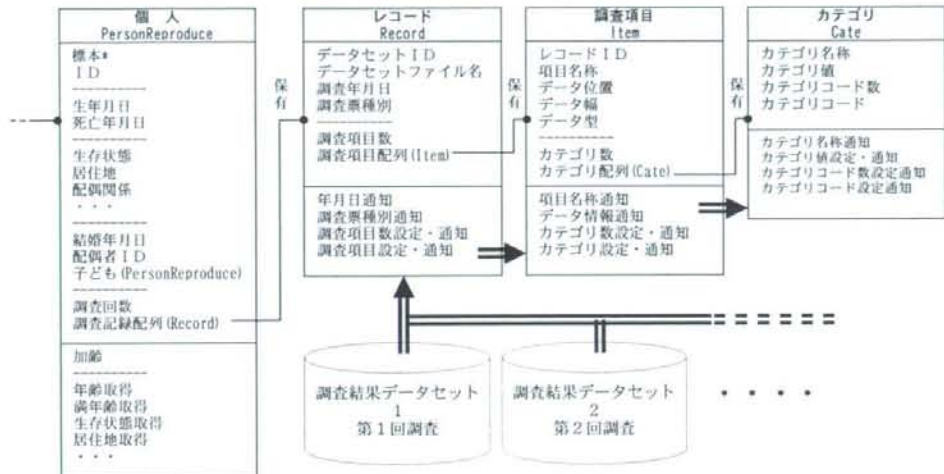 個 人
PersonReproduce
標本*
ID
----------
生年月日
死亡年月日
----------
生存状態
居住地
配偶関係
・・・
----------
結婚年月日
配偶者ID
子ども(PersonReproduce)
----------
調査回数
調査記録配列(Record)
加齢
----------
年齢取得
満年齢取得
生存状態取得
居住地取得
・・・
保有
レコード
Record
データセットID
データセットファイル名
調査年月日
調査票種別
----------
調査項目数
調査項目配列(Item)
年月日通知
調査票種別通知
調査項目数設定・通知
調査項目設定・通知
保有
調査項目
Item
レコードID
項目名称
データ位置
データ幅
データ型
----------
カテゴリ数
カテゴリ配列(Cate)
項目名称通知
データ情報通知
カテゴリ数設定・通知
カテゴリ設定・通知
保有
カテゴリ
Cate
カテゴリ名称
カテゴリ値
カテゴリコード数
カテゴリコード
カテゴリ名称通知
カテゴリ値設定・通知
カテゴリコード数設定通知
カテゴリコード設定通知
調査結果データセット
1
第1回調査
調査結果データセット
2
第2回調査
・・・・